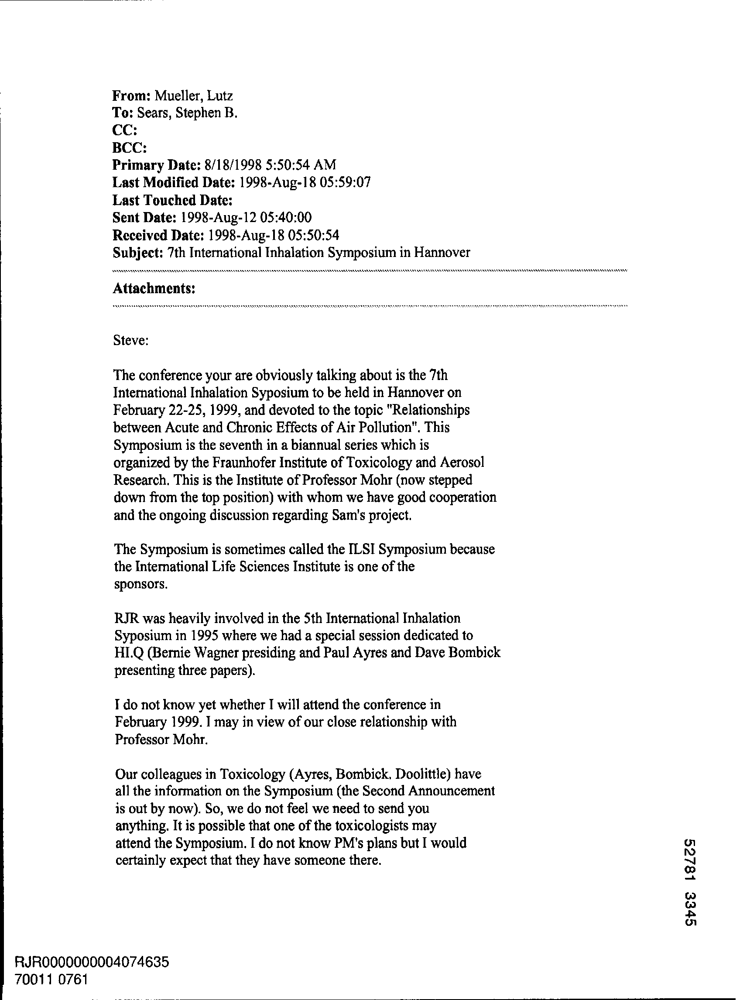 From: Mueller, Lutz
To: Sears, Stephen B.
CC:
BCC:
Primary Date: 8/18/1998 5:50:54 AM
Last Modified Date: 1998-Aug-18 05:59:07
Last Touched Date:
Sent Date: 1998-Aug-12 05:40:00
Received Date: 1998-Aug-18 05:50:54
Subject: 7th International Inhalation Symposium in Hannover
Attachments:
Steve:
The conference your are obviously talking about is the 7th
International Inhalation Syposium to be held in Hannover on
February 22-25, 1999, and devoted to the topic "Relationships
between Acute and Chronic Effects of Air Pollution". This
Symposium is the seventh in a biannual series which is
organized by the Fraunhofer Institute of Toxicology and Aerosol
Research. This is the Institute of Professor Mohr (now stepped
down from the top position) with whom we have good cooperation
and the ongoing discussion regarding Sam's project.
The Symposium is sometimes called the ILSI Symposium because
the International Life Sciences Institute is one of the
sponsors.
RJR was heavily involved in the 5th International Inhalation
Syposium in 1995 where we had a special session dedicated to
HI.Q (Bernie Wagner presiding and Paul Ayres and Dave Bombick
presenting three papers).
I do not know yet whether I will attend the conference in
February 1999. I may in view of our close relationship with
Professor Mohr.
Our colleagues in Toxicology (Ayres, Bombick. Doolittle) have
all the information on the Symposium (the Second Announcement
is out by now). So, we do not feel we need to send you
anything. It is possible that one of the toxicologists may
attend the Symposium. I do not know PM's plans but I would
certainly expect that they have someone there.
52781 3345
RJR0000000004074635
70011 0761